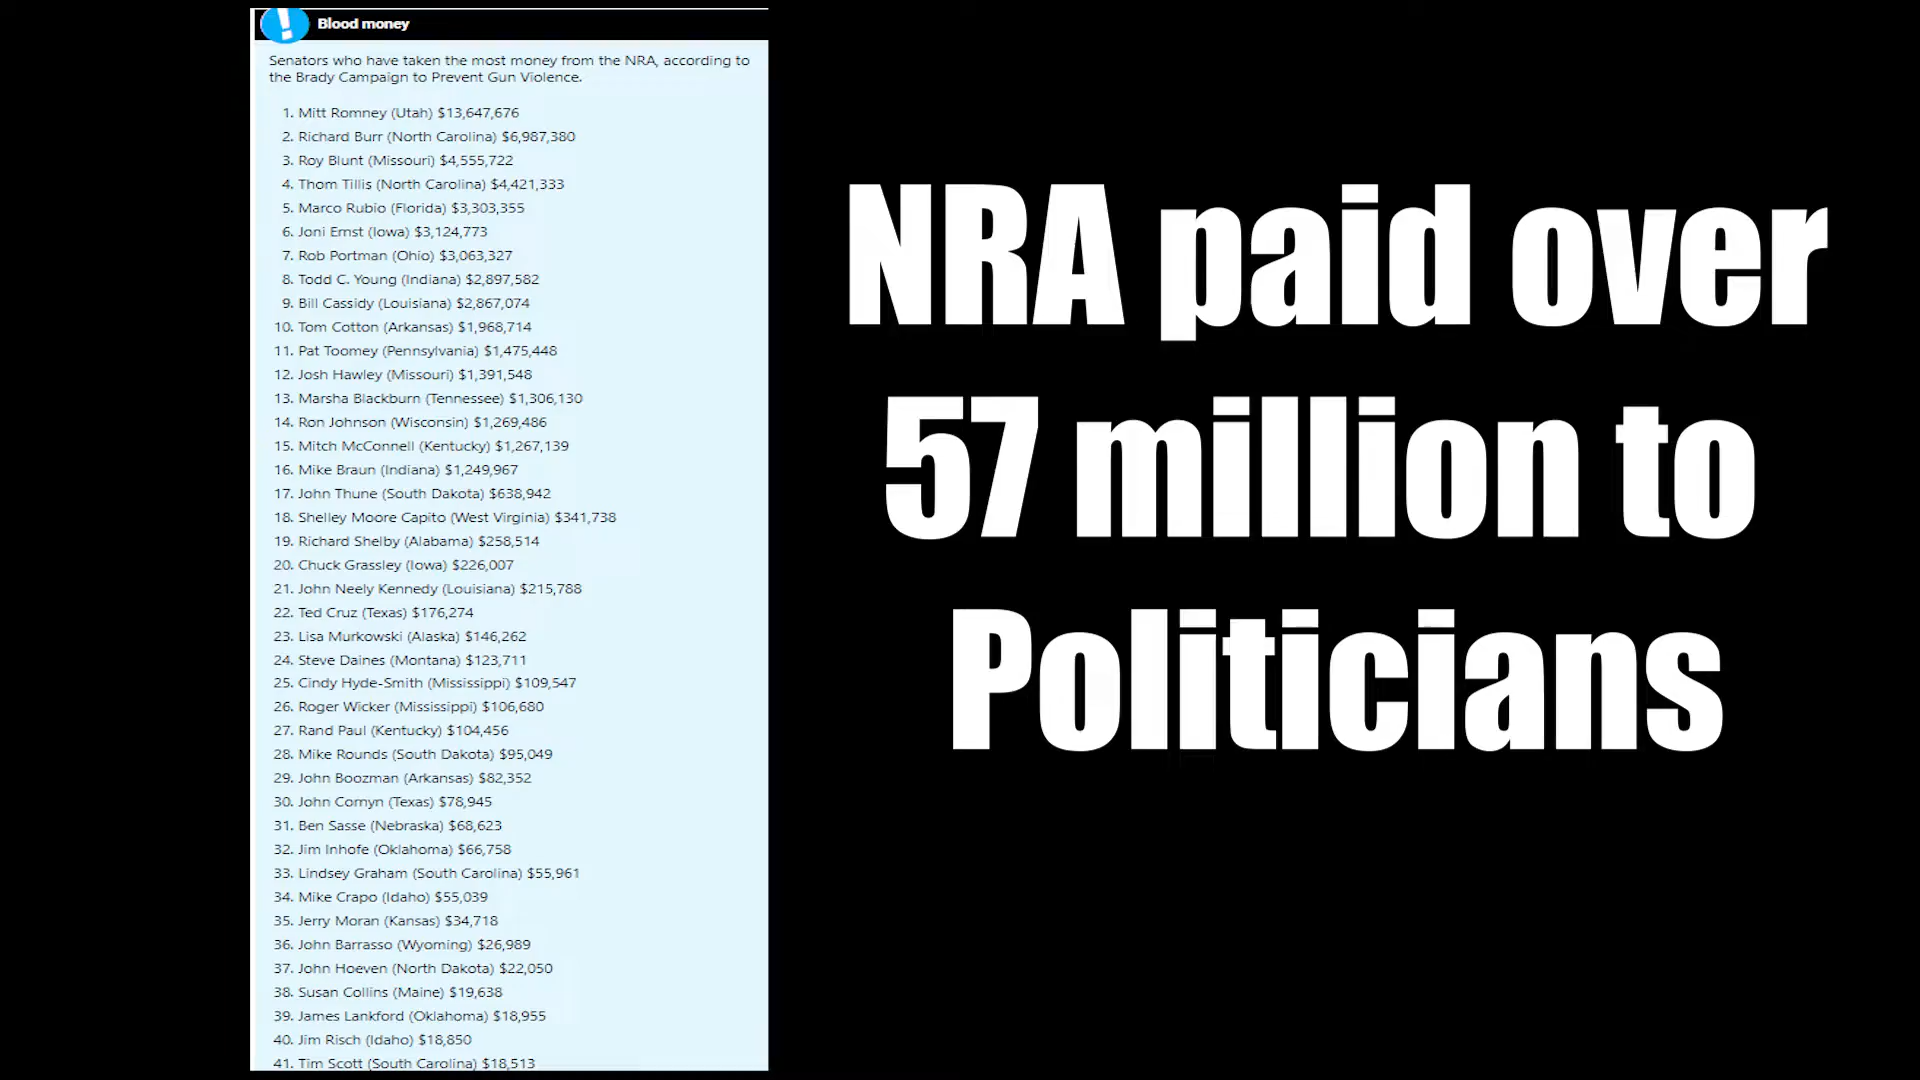 Blood money
Senators who have taken the most money from the NRA, according to
the Brady Campaign to Prevent Gun Violence.
1. Mitt Romney (Utah) $13,647,676
2. Richard Burr (North Carolina) $6,987,380
3. Roy Blunt (Missouri) $4,555,722
4. Thom Tillis (North Carolina) $4,421,333
5. Marco Rubio (Florida) $3,303,355
6. Joni Ernst (Iowa) $3,124,773
7. Rob Portman (Ohio) $3,063,327
8. Todd C. Young (Indiana) $2,897,582
9. Bill Cassidy (Louisiana) $2,867,074
10. Tom Cotton (Arkansas) $1,968,714
11. Pat Toomey (Pennsylvania) $1,475,448
12. Josh Hawley (Missouri) $1,391,548
13. Marsha Blackburn (Tennessee) $1,306,130
14. Ron Johnson (Wisconsin) $1,269,486
15. Mitch McConnell (Kentucky) $1,267,139
16. Mike Braun (Indiana) $1,249,967
17. John Thune (South Dakota) $638,942
18. Shelley Moore Capito (West Virginia) $341,738
19. Richard Shelby (Alabama) $258,514
20. Chuck Grassley (Iowa) $226,007
21. John Neely Kennedy (Louisiana) $215,788
22. Ted Cruz (Texas) $176,274
23. Lisa Murkowski (Alaska) $146,262
24. Steve Daines (Montana) $123,711
25. Cindy Hyde-Smith (Mississippi) $109,547
26. Roger Wicker (Mississippi) $106,680
27. Rand Paul (Kentucky) $104,456
28. Mike Rounds (South Dakota) $95,049
29. John Boozman (Arkansas) $82,352
30. John Cornyn (Texas) $78,945
31. Ben Sasse (Nebraska) $68,623
32. Jim Inhofe (Oklahoma) $66,758
33. Lindsey Graham (South Carolina) $55,961
34. Mike Crapo (Idaho) $55,039
35. Jerry Moran (Kansas) $34,718
36. John Barrasso (Wyoming) $26,989
37. John Hoeven (North Dakota) $22,050
38. Susan Collins (Maine) $19,638
39. James Lankford (Oklahoma) $18,955
40. Jim Risch (Idaho) $18,850
41. Tim Scott (South Carolina) $18,513
NRA paid over
57 million to
Politicians